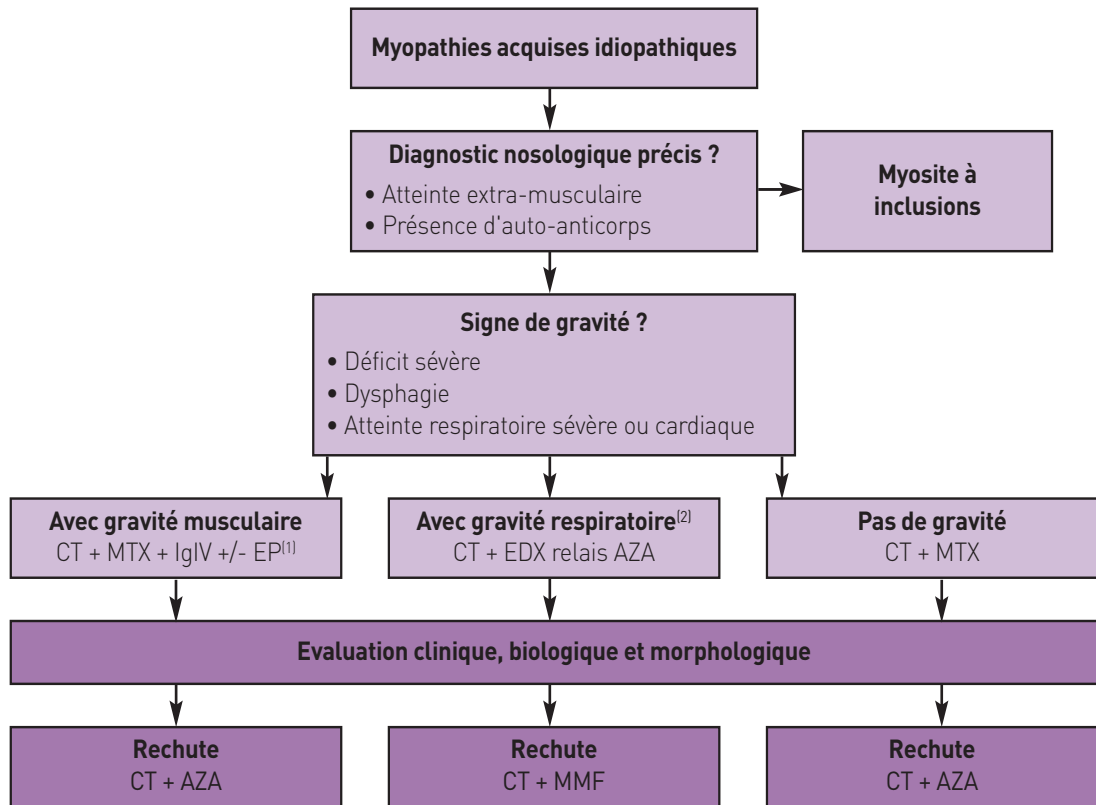 Myopathies acquises idiopathiques
Diagnostic nosologique précis ?
• Atteinte extra-musculaire
• Présence d'auto-anticorps
Myosite à
inclusions
Signe de gravité ?
• Déficit sévère
• Dysphagie
• Atteinte respiratoire sévère ou cardiaque
Avec gravité musculaire
CT + MTX + IgIV +/- EP(1)
Avec gravité respiratoire(2)
CT + EDX relais AZA
Pas de gravité
CT + MTX
Evaluation clinique, biologique et morphologique
Rechute
CT + AZA
Rechute
CT + MMF
Rechute
CT + AZA